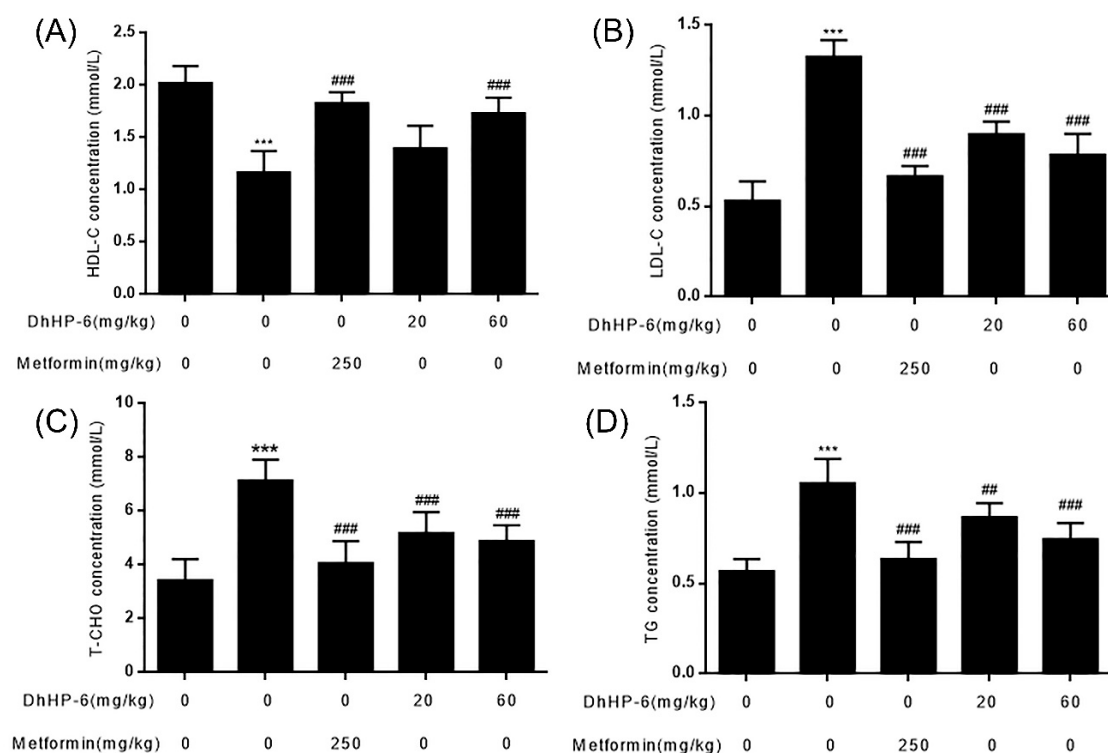 (A)
HDL-C concentration (mmol/L)
2.5
2.0
1.5
1.0
0.5
0.0
***
###
###
DhHP-6(mg/kg) 0 0 0 20 60
Metformin(mg/kg) 0 0 250 0 0
(B)
LDL-C concentration (mmol/L)
1.5
1.0
0.5
0.0
***
###
###
###
DhHP-6(mg/kg) 0 0 0 20 60
Metformin(mg/kg) 0 0 250 0 0
(C)
T-CHO concentration (mmol/L)
10
8
6
4
2
0
***
###
###
###
DhHP-6(mg/kg) 0 0 0 20 60
Metformin(mg/kg) 0 0 250 0 0
(D)
TG concentration (mmol/L)
1.5
1.0
0.5
0.0
***
###
##
###
DhHP-6(mg/kg) 0 0 0 20 60
Metformin(mg/kg) 0 0 250 0 0